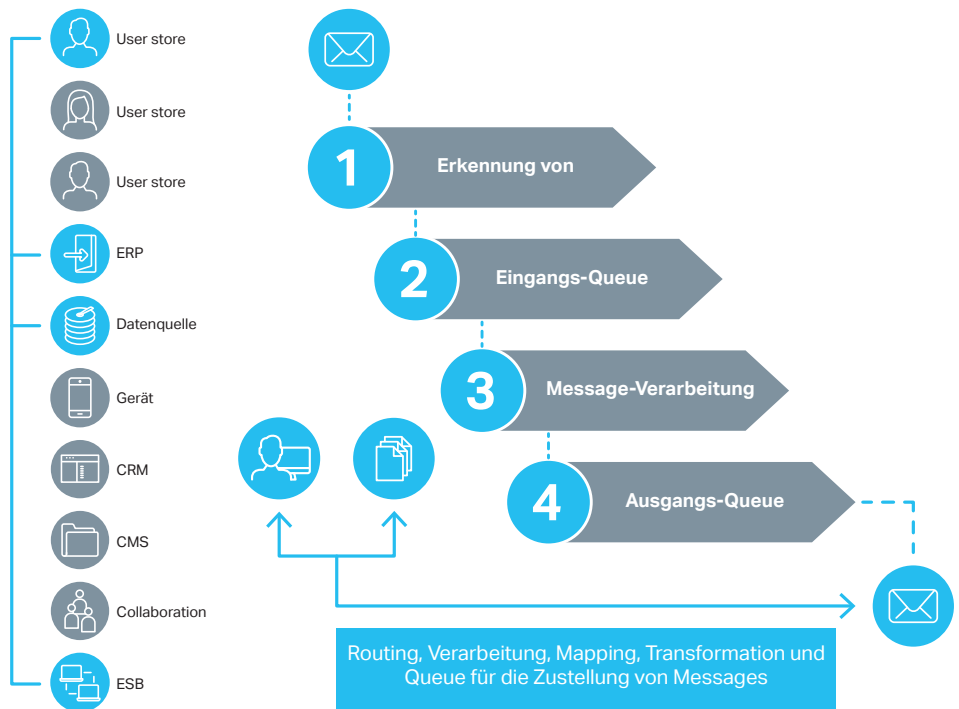 User store
User store
User store
ERP
Datenquelle
Gerät
CRM
CMS
Collaboration
ESB
1
Erkennung von
2
Eingangs-Queue
3
Message-Verarbeitung
4
Ausgangs-Queue
Routing, Verarbeitung, Mapping, Transformation und
Queue für die Zustellung von Messages